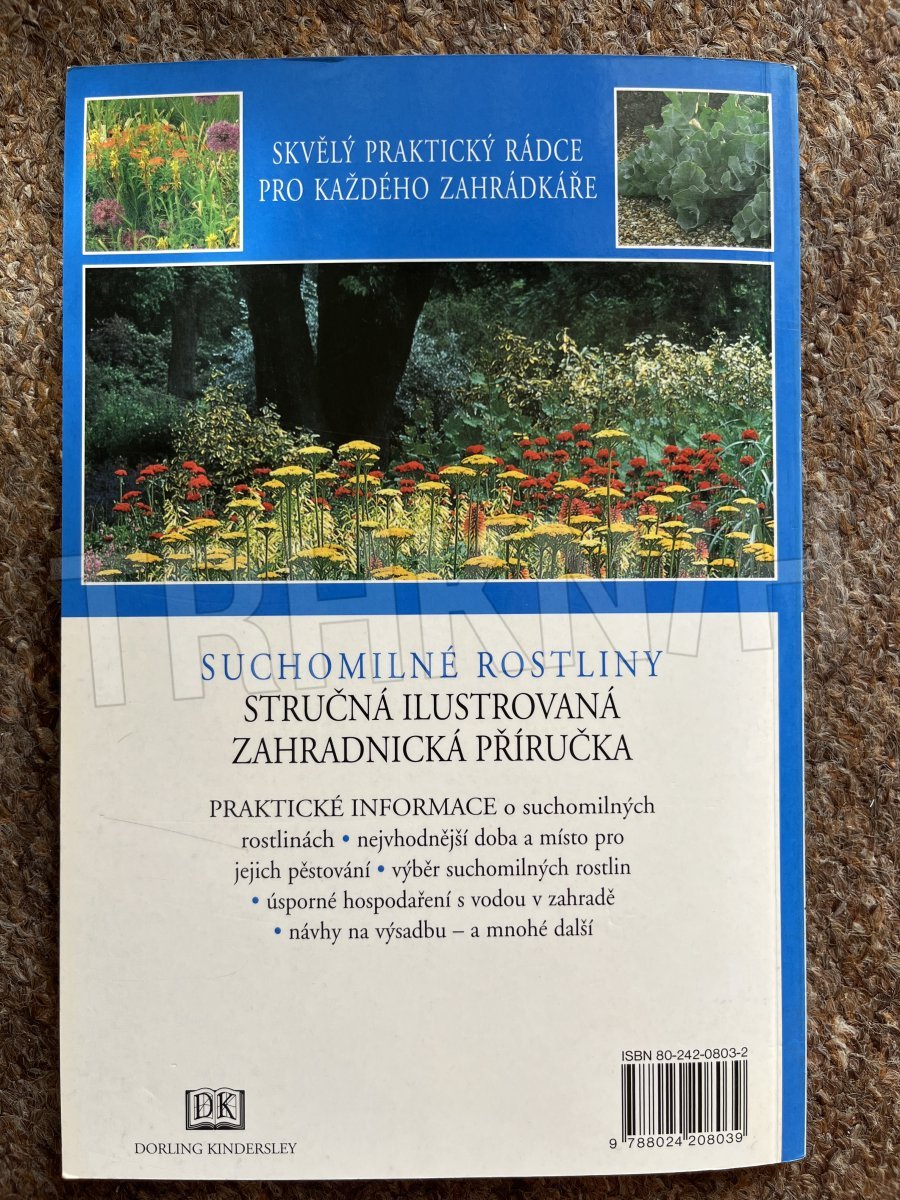 SKVĚLÝ PRAKTICKÝ RÁDCE
PRO KAŽDÉHO ZAHRÁDKÁŘE
TRHKNIH
SUCHOMILNÉ ROSTLINY
STRUČNÁ ILUSTROVANÁ
ZAHRADNICKÁ PŘÍRUČKA
PRAKTICKÉ INFORMACE o suchomilných
rostlinách • nejvhodnější doba a místo pro
jejich pěstování • výběr suchomilných rostlin
• úsporné hospodaření s vodou v zahradě
• návhy na výsadbu – a mnohé další
ISBN 80-242-0803-2
9 788024 208039
DK
DORLING KINDERSLEY